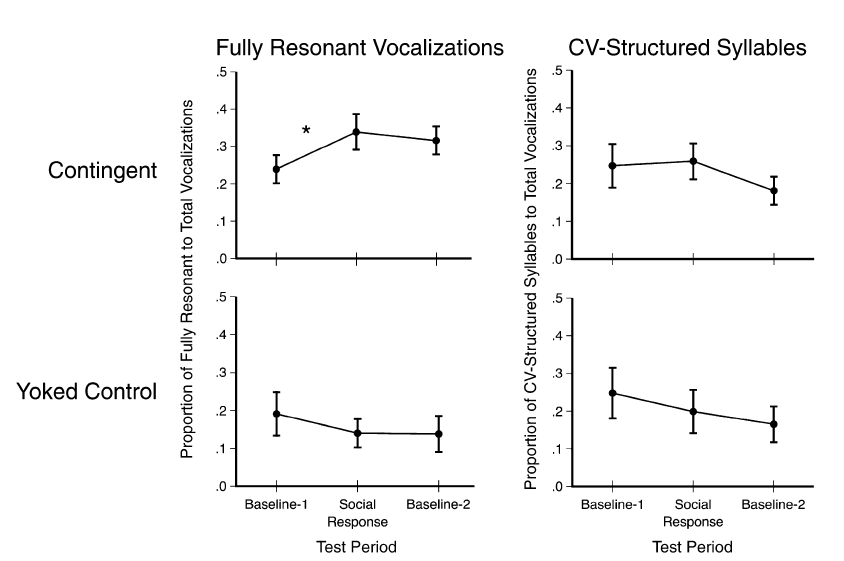 Fully Resonant Vocalizations
CV-Structured Syllables
Contingent
Proportion of Fully Resonant to Total Vocalizations
.5
.4
.3
.2
.1
.0
*
Proportion of CV-Structured Syllables to Total Vocalizations
.5
.4
.3
.2
.1
.0
Yoked Control
.5
.4
.3
.2
.1
.0
Baseline-1
Social
Response
Baseline-2
Test Period
.5
.4
.3
.2
.1
.0
Baseline-1
Social
Response
Baseline-2
Test Period